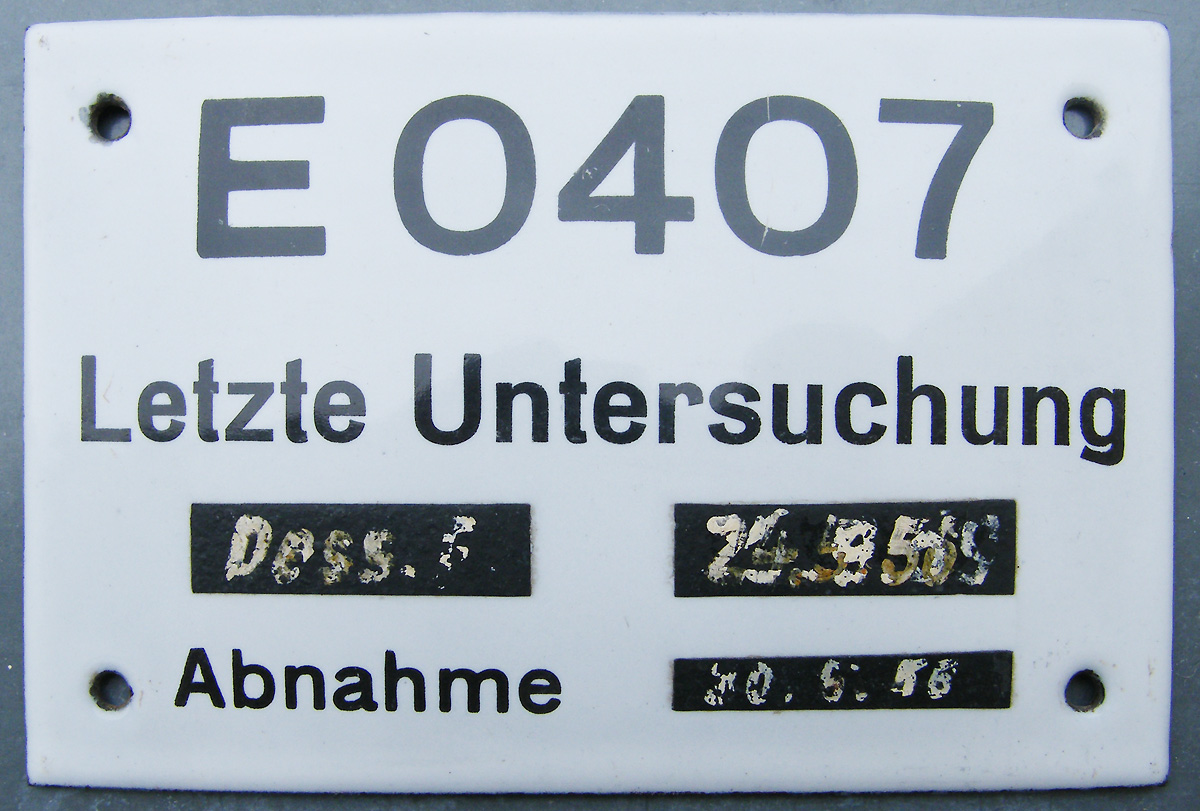 E 0407
Letzte Untersuchung
Dess.
Abnahme